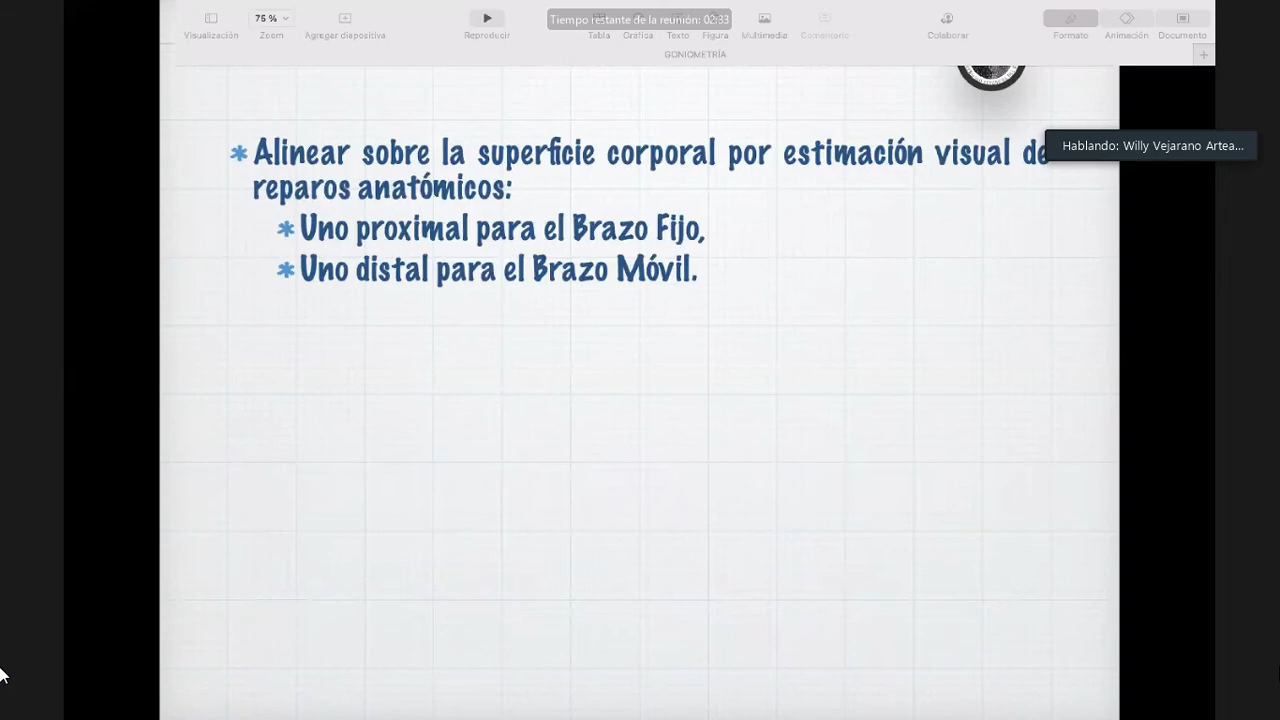 75 %
Tiempo restante de la reunión: 02:33
Visualización Zoom Agregar diapositiva Reproducir Tabla Gráfica Texto Figura Multimedia Comentario Colaborar Formato Animación Documento
GONIOMETRÍA
Hablando: Willy Vejarano Artea...
* Alinear sobre la superficie corporal por estimación visual de
reparos anatómicos:
* Uno proximal para el Brazo Fijo,
* Uno distal para el Brazo Móvil.